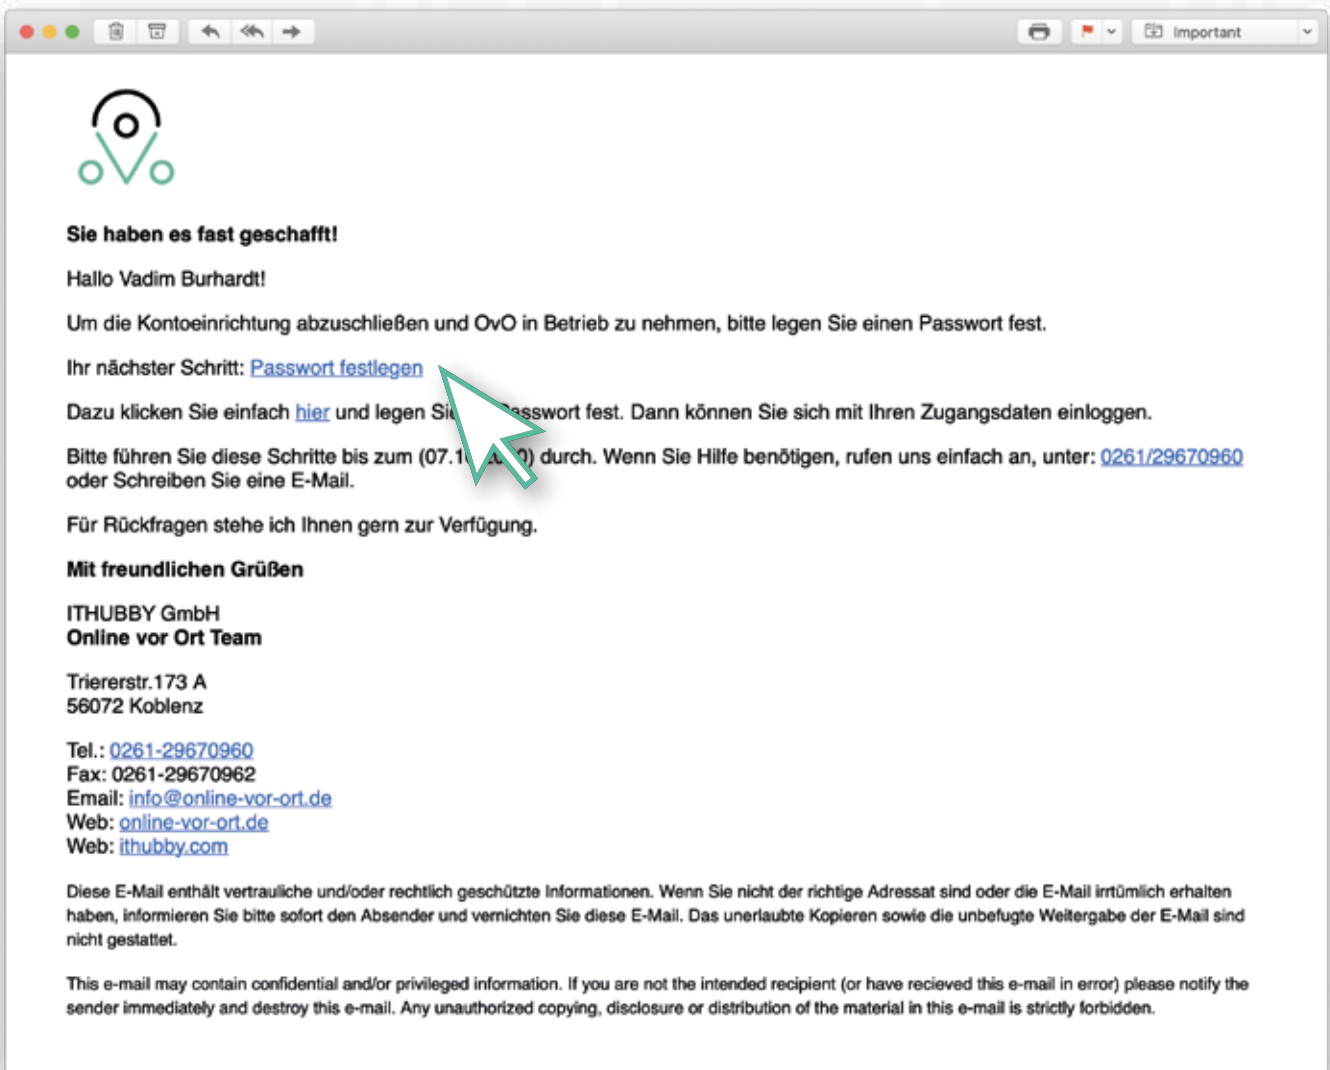 Important
Sie haben es fast geschafft!
Hallo Vadim Burhardt!
Um die Kontoeinrichtung abzuschließen und OvO in Betrieb zu nehmen, bitte legen Sie einen Passwort fest.
Ihr nächster Schritt: Passwort festlegen
Dazu klicken Sie einfach hier und legen Passwort fest. Dann können Sie sich mit Ihren Zugangsdaten einloggen.
Bitte führen Sie diese Schritte bis zum durch. Wenn Sie Hilfe benötigen, rufen uns einfach an, unter: 0261/29670960
oder Schreiben Sie eine E-Mail.
Für Rückfragen stehe ich Ihnen gern zur Verfügung.
Mit freundlichen Grüßen
ITHUBBY GmbH
Online vor Ort Team
Triererstr.173 A
56072 Koblenz
Tel.: 0261-29670960
Fax: 0261-29670962
Email: info@online-vor-ort.de
Web: online-vor-ort.de
Web: ithubby.com
Diese E-Mail enthält vertrauliche und/oder rechtlich geschützte Informationen. Wenn Sie nicht der richtige Adressat sind oder die E-Mail irrtümlich erhalten
haben, informieren Sie bitte sofort den Absender und vernichten Sie diese E-Mail. Das unerlaubte Kopieren sowie die unbefugte Weitergabe der E-Mail sind
nicht gestattet.
This e-mail may contain confidential and/or privileged information. If you are not the intended recipient (or have recieved this e-mail in error) please notify the
sender immediately and destroy this e-mail. Any unauthorized copying, disclosure or distribution of the material in this e-mail is strictly forbidden.